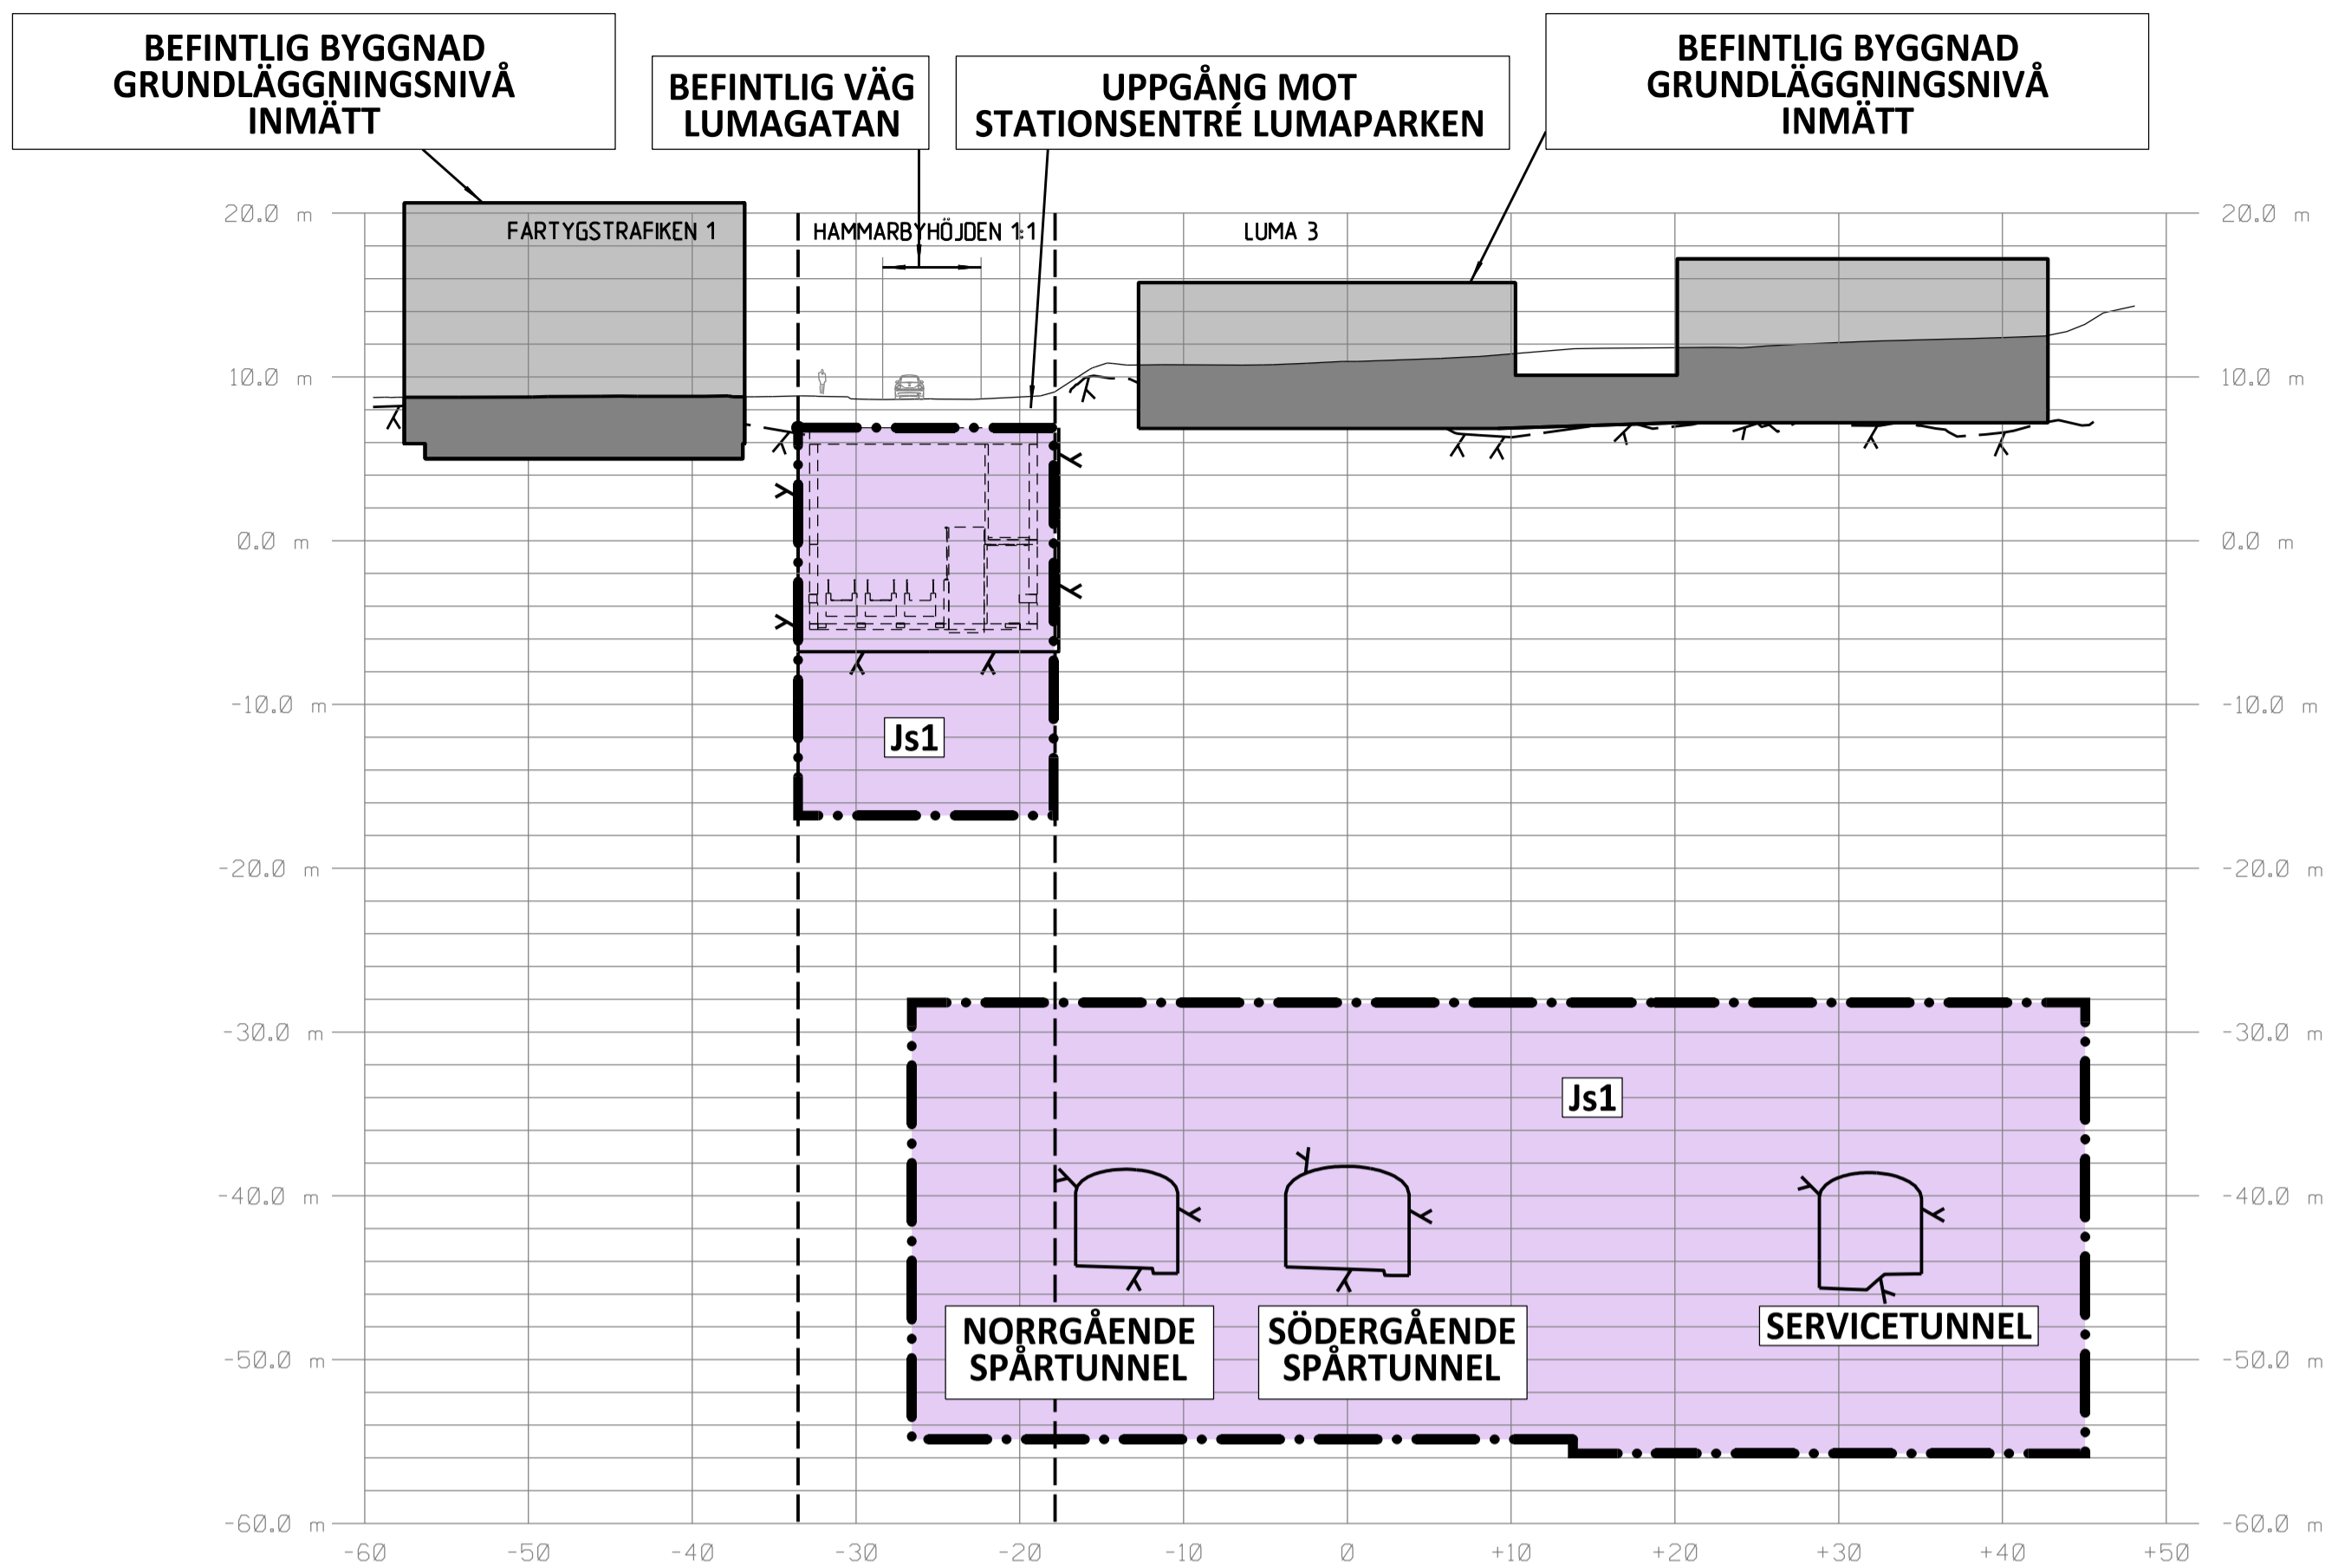 BEFINTLIG BYGGNAD
GRUNDLÄGGNINGSNIVÅ
INMÄTT
BEFINTLIG VÄG
LUMAGATAN
UPPGÅNG MOT
STATIONSENTRÉ LUMAPARKEN
BEFINTLIG BYGGNAD
GRUNDLÄGGNINGSNIVÅ
INMÄTT
20.0 m
FARTYGSTRAFIKEN 1
HAMMARBYHÖJDEN 1:1
LUMA 3
20.0 m
10.0 m
10.0 m
0.0 m
0.0 m
-10.0 m
-10.0 m
Js1
-20.0 m
-20.0 m
-30.0 m
-30.0 m
Js1
-40.0 m
-40.0 m
NORRGÅENDE
SPÅRTUNNEL
SÖDERGÅENDE
SPÅRTUNNEL
SERVICETUNNEL
-50.0 m
-50.0 m
-60.0 m
-60.0 m
-60
-50
-40
-30
-20
-10
0
+10
+20
+30
+40
+50